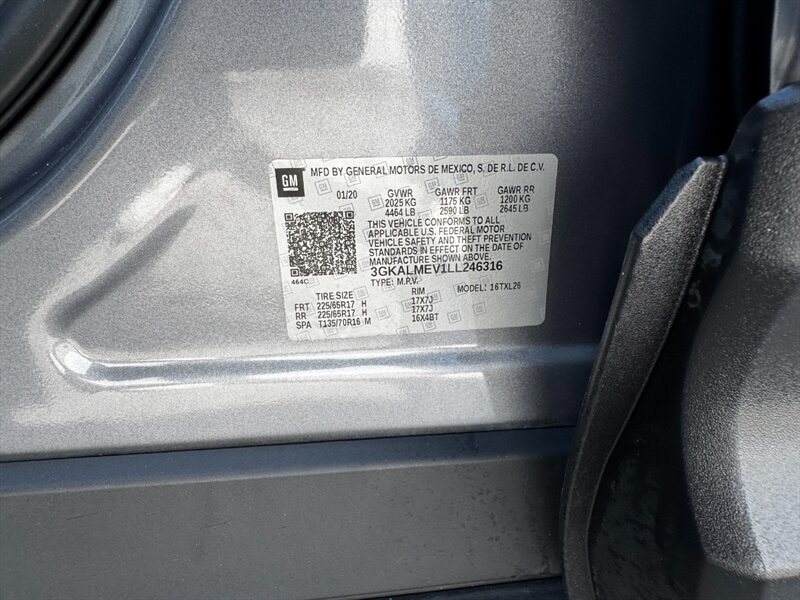 GM
MFD BY GENERAL MOTORS DE MEXICO, S. DE R.L. DE C.V.
01/20 GVWR GAWR FRT GAWR RR
2025 KG 1175 KG 1200 KG
4464 LB 2590 LB 2645 LB
THIS VEHICLE CONFORMS TO ALL
APPLICABLE U.S. FEDERAL MOTOR
VEHICLE SAFETY AND THEFT PREVENTION
STANDARDS IN EFFECT ON THE DATE OF
MANUFACTURE SHOWN ABOVE.
3GKALMEV1LL246316
464C
TYPE: M.P.V. MODEL: 16TXL26
TIRE SIZE RIM
FRT 225/65R17 H 17X7J
RR 225/65R17 H 17X7J
SPA T135/70R16 M 16X4BT